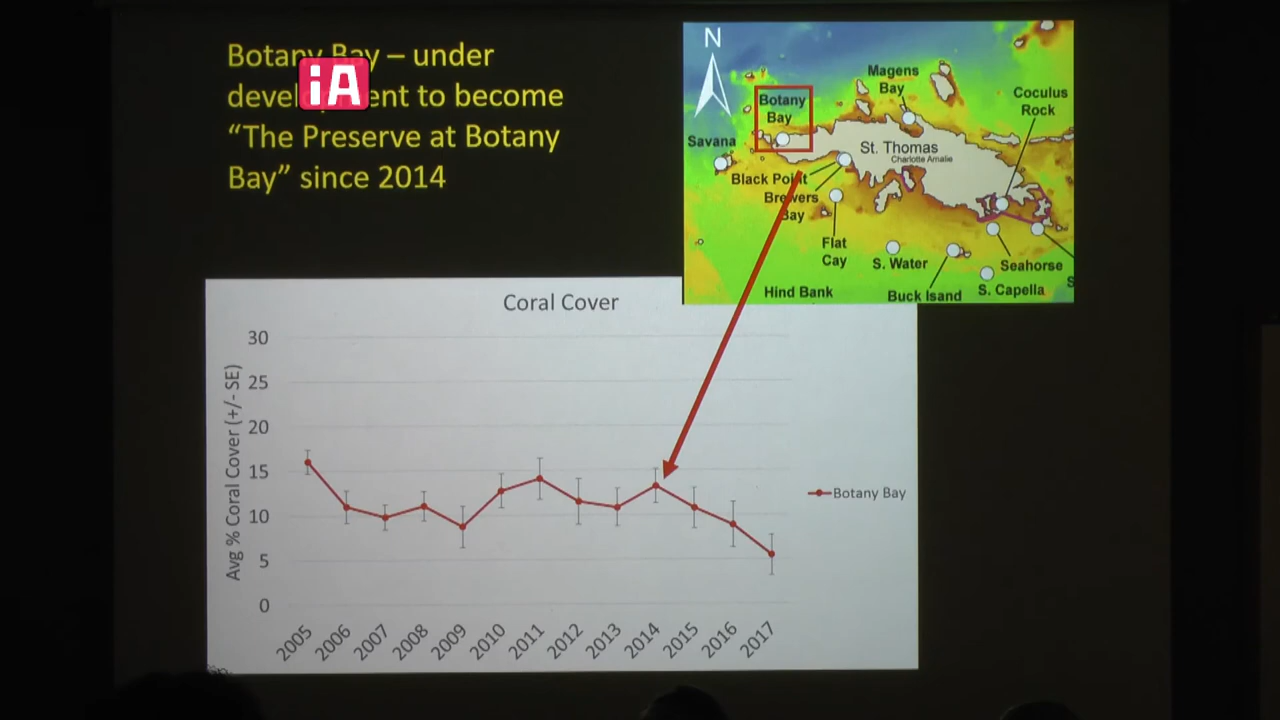 Botany Bay – under
development to become
“The Preserve at Botany
Bay” since 2014
iA
N
Magens
Bay
Coculus
Rock
Botany
Bay
Savana
St. Thomas
Charlotte Amalie
Black Point
Brewers
Bay
Flat
Cay
S. Water
Seahorse
Hind Bank
Buck Island
S. Capella
S
Coral Cover
Avg % Coral Cover (+/- SE)
30
25
20
15
10
5
0
2005 2006 2007 2008 2009 2010 2011 2012 2013 2014 2015 2016 2017
Botany Bay